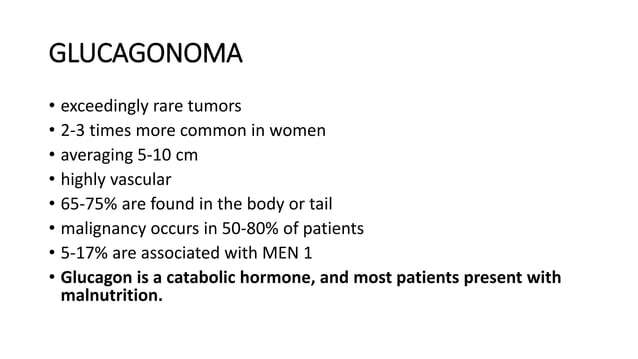 GLUCAGONOMA
• exceedingly rare tumors
• 2-3 times more common in women
• averaging 5-10 cm
• highly vascular
• 65-75% are found in the body or tail
• malignancy occurs in 50-80% of patients
• 5-17% are associated with MEN 1
• Glucagon is a catabolic hormone, and most patients present with
malnutrition.